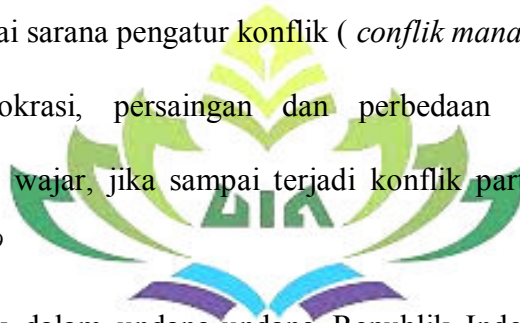 ai sarana pengatur konflik ( conflik mana
okrasi, persaingan dan perbedaan
wajar, jika sampai terjadi konflik par
dalam undang-undang Republik Indo